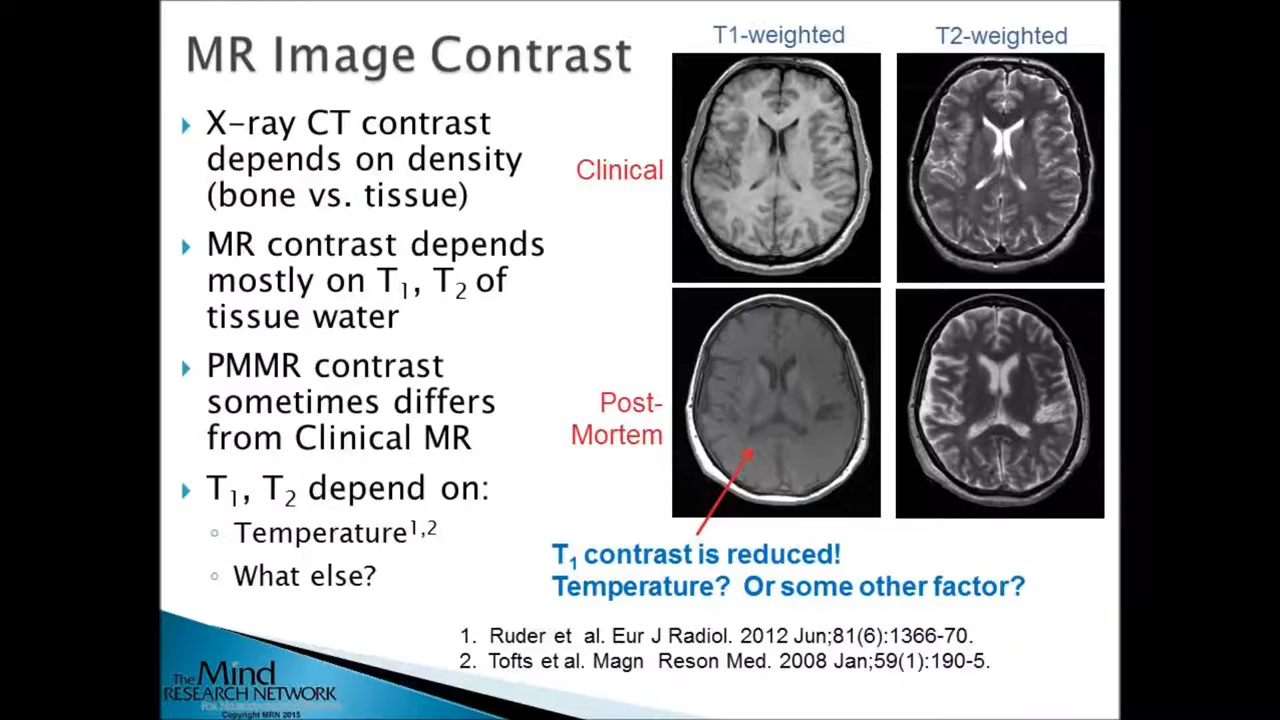 MR Image Contrast
X-ray CT contrast
depends on density
(bone vs. tissue)
MR contrast depends
mostly on T1, T2 of
tissue water
PMMR contrast
sometimes differs
from Clinical MR
T1, T2 depend on:
Temperature1,2
What else?
T1-weighted
T2-weighted
Clinical
Post-
Mortem
T1 contrast is reduced!
Temperature? Or some other factor?
1. Ruder et al. Eur J Radiol. 2012 Jun;81(6):1366-70.
2. Tofts et al. Magn Reson Med. 2008 Jan;59(1):190-5.
The Mind
RESEARCH NETWORK
Copyright MRN 2015